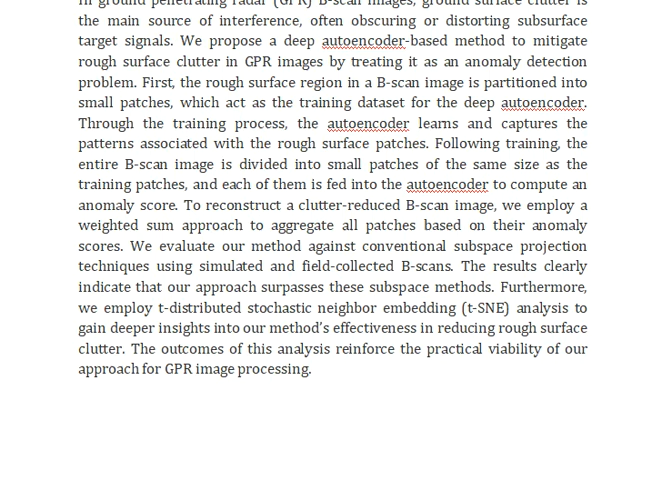 In ground penetrating radar (GPR) B-scan images, ground surface clutter is
the main source of interference, often obscuring or distorting subsurface
target signals. We propose a deep autoencoder-based method to mitigate
rough surface clutter in GPR images by treating it as an anomaly detection
problem. First, the rough surface region in a B-scan image is partitioned into
small patches, which act as the training dataset for the deep autoencoder.
Through the training process, the autoencoder learns and captures the
patterns associated with the rough surface patches. Following training, the
entire B-scan image is divided into small patches of the same size as the
training patches, and each of them is fed into the autoencoder to compute an
anomaly score. To reconstruct a clutter-reduced B-scan image, we employ a
weighted sum approach to aggregate all patches based on their anomaly
scores. We evaluate our method against conventional subspace projection
techniques using simulated and field-collected B-scans. The results clearly
indicate that our approach surpasses these subspace methods. Furthermore,
we employ t-distributed stochastic neighbor embedding (t-SNE) analysis to
gain deeper insights into our method's effectiveness in reducing rough surface
clutter. The outcomes of this analysis reinforce the practical viability of our
approach for GPR image processing.